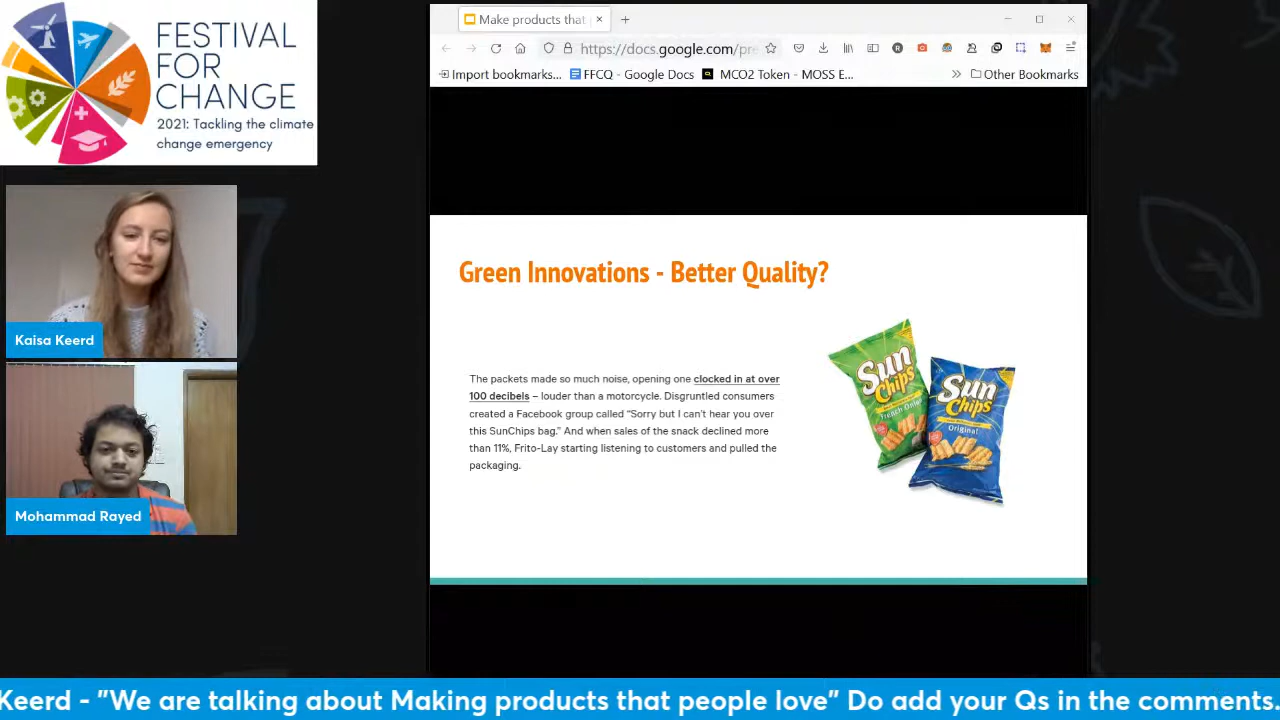 FESTIVAL
FOR
CHANGE
2021: Tackling the climate
change emergency
Kaisa Keerd
Mohammad Rayed
Make products that
https://docs.google.com/pre
Import bookmarks...
FFCQ - Google Docs
MCO2 Token - MOSS E...
Other Bookmarks
Green Innovations - Better Quality?
The packets made so much noise, opening one clocked in at over
100 decibels – louder than a motorcycle. Disgruntled consumers
created a Facebook group called “Sorry but I can’t hear you over
this SunChips bag.” And when sales of the snack declined more
than 11%, Frito-Lay starting listening to customers and pulled the
packaging.
Sun
Chips
French Onion
Sun
Chips
Original
Keerd - "We are talking about Making products that people love" Do add your Qs in the comments.